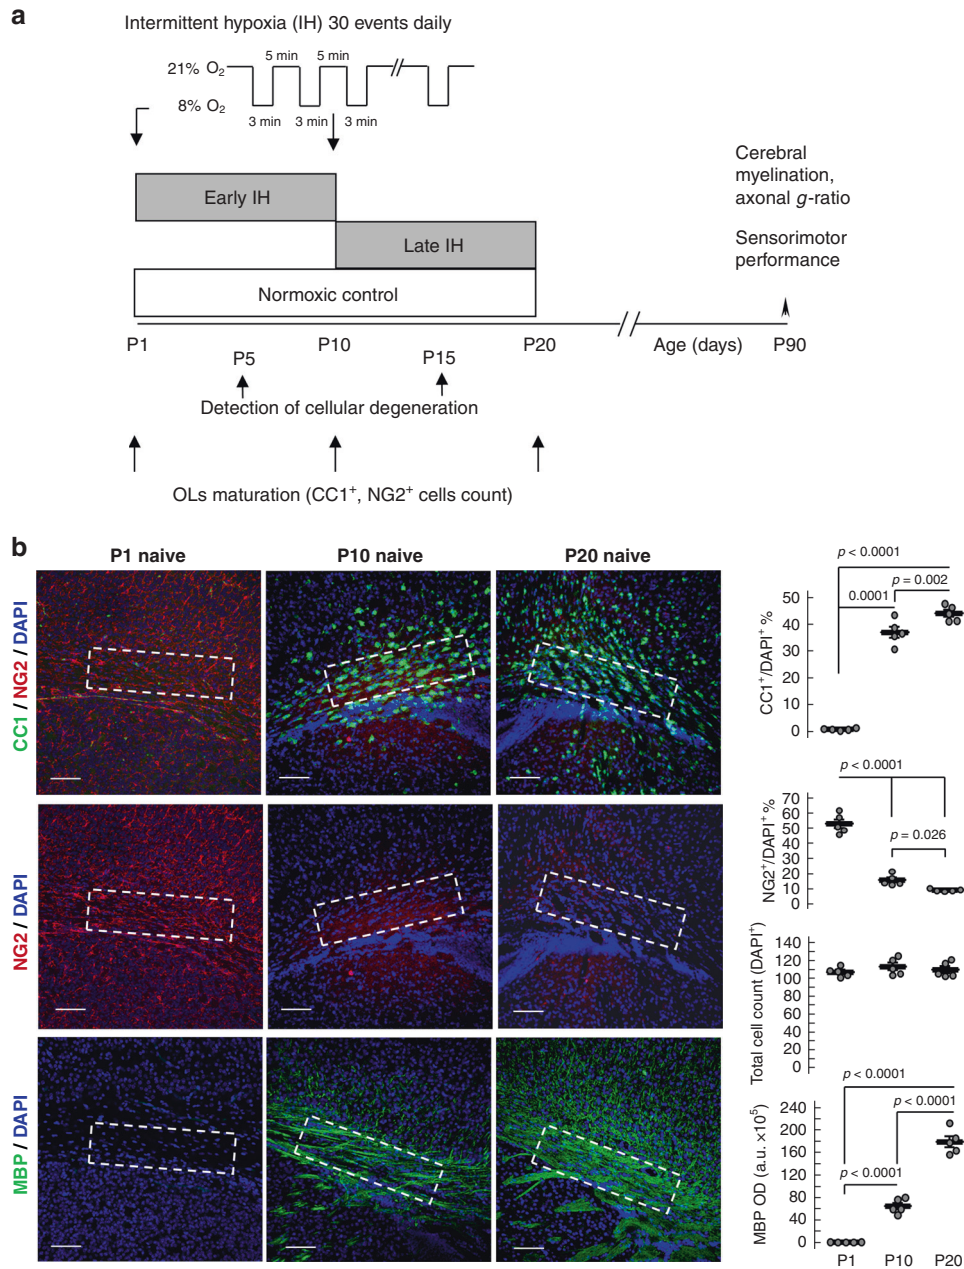 a
Intermittent hypoxia (IH) 30 events daily
5 min 5 min
21% O₂
8% O₂
3 min 3 min 3 min
Early IH
Late IH
Normoxic control
Cerebral
myelination,
axonal g-ratio
Sensorimotor
performance
P1 P5 P10 P15 P20 Age (days) P90
Detection of cellular degeneration
OLs maturation (CC1⁺, NG2⁺ cells count)
b
P1 naive P10 naive P20 naive
CC1 / NG2 / DAPI
NG2 / DAPI
MBP / DAPI
p < 0.0001
p = 0.002
0.0001
CC1⁺/DAPI⁺ %
50
40
30
20
10
0
p < 0.0001
p = 0.026
NG2⁺/DAPI⁺ %
70
60
50
40
30
20
10
0
Total cell count (DAPI⁺)
140
120
100
80
60
40
20
0
p < 0.0001
p < 0.0001
p < 0.0001
MBP OD (a.u. ×10⁵)
240
200
160
120
80
40
0
P1 P10 P20